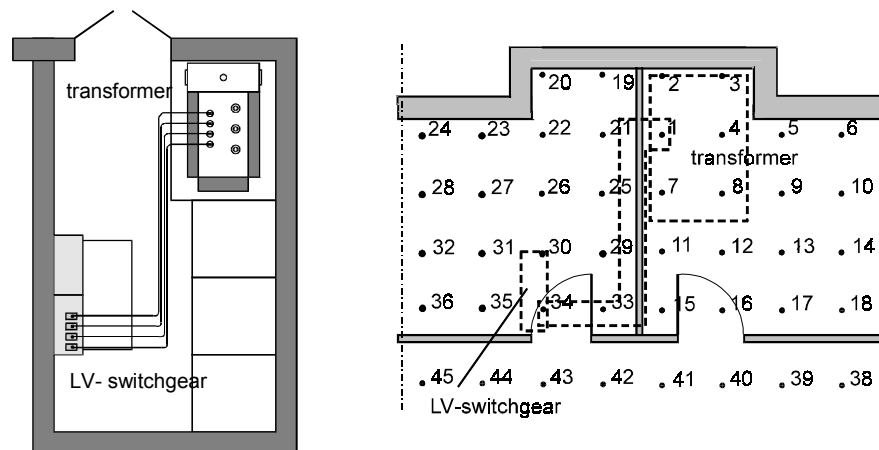 transformer
LV- switchgear
20 19 2 3
24 23 22 21 1 4 5 6
transformer
28 27 26 25 7 8 9 10
32 31 30 29 11 12 13 14
36 35 34 33 15 16 17 18
45 44 43 42 41 40 39 38
LV-switchgear